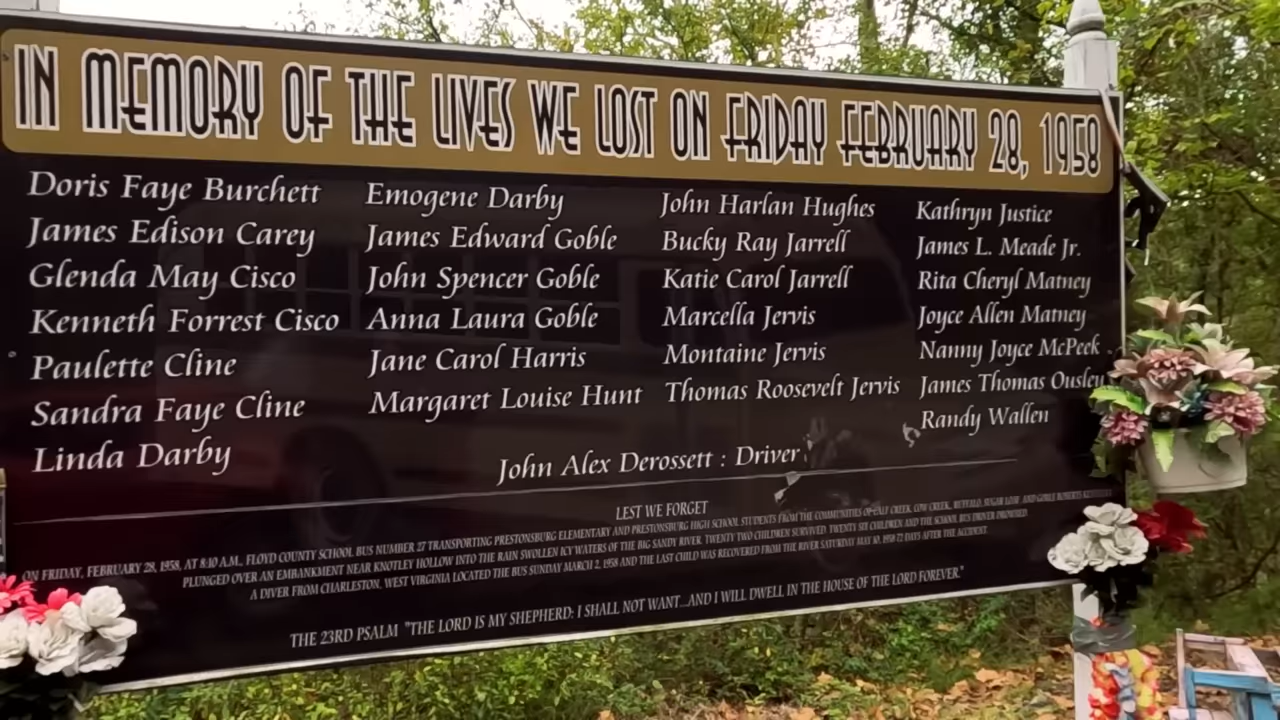 IN MEMORY OF THE LIVES WE LOST ON FRIDAY FEBRUARY 28, 1958
Doris Faye Burchett
James Edison Carey
Glenda May Cisco
Kenneth Forrest Cisco
Paulette Cline
Sandra Faye Cline
Linda Darby
Emogene Darby
James Edward Goble
John Spencer Goble
Anna Laura Goble
Jane Carol Harris
Margaret Louise Hunt
John Harlan Hughes
Bucky Ray Jarrell
Katie Carol Jarrell
Marcella Jervis
Montaine Jervis
Thomas Roosevelt Jervis
Kathryn Justice
James L. Meade Jr.
Rita Cheryl Matney
Joyce Allen Matney
Nanny Joyce McPeek
James Thomas Ousley
Randy Wallen
John Alex Derossett : Driver
LEST WE FORGET
ON FRIDAY, FEBRUARY 28, 1958, AT 8:10 A.M., FLOYD COUNTY SCHOOL BUS NUMBER 27 TRANSPORTING PRESTONSBURG ELEMENTARY AND PRESTONSBURG HIGH SCHOOL STUDENTS FROM THE COMMUNITIES OF CALF CREEK, COW CREEK, BUFFALO, SUGAR LOAF AND GOBLE ROBERTS
PLUNGED OVER AN EMBANKMENT NEAR KNOTLEY HOLLOW INTO THE RAIN SWOLLEN ICY WATERS OF THE BIG SANDY RIVER. TWENTY TWO CHILDREN SURVIVED. TWENTY SIX CHILDREN AND THE SCHOOL BUS DRIVER DROWNED.
A DIVER FROM CHARLESTON, WEST VIRGINIA LOCATED THE BUS SUNDAY MARCH 2, 1958 AND THE LAST CHILD WAS RECOVERED FROM THE RIVER SATURDAY MAY 10, 1958 72 DAYS AFTER THE ACCIDENT.
THE 23RD PSALM "THE LORD IS MY SHEPHERD: I SHALL NOT WANT...AND I WILL DWELL IN THE HOUSE OF THE LORD FOREVER."